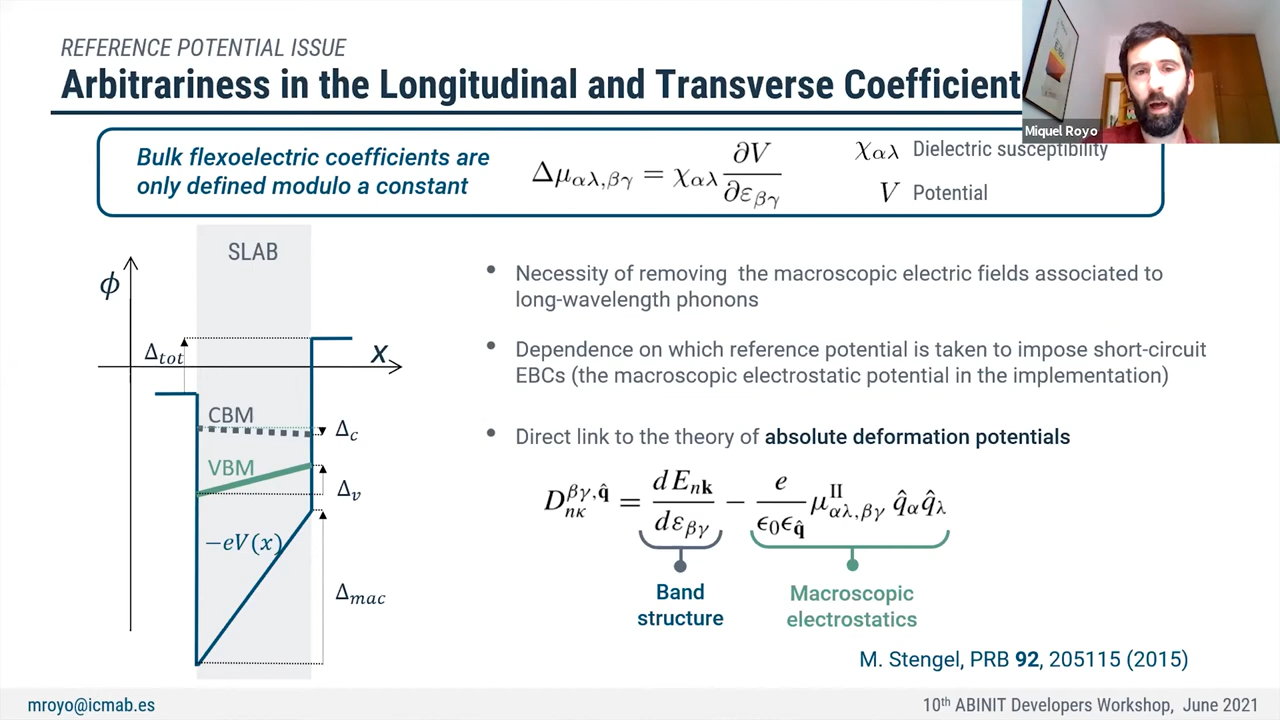 REFERENCE POTENTIAL ISSUE
Arbitrariness in the Longitudinal and Transverse Coefficient
Miquel Royo
Bulk flexoelectric coefficients are
only defined modulo a constant
Δμ_{αλ,βγ} = χ_{αλ} ∂V/∂ε_{βγ}
χ_{αλ} Dielectric susceptibility
V Potential
SLAB
ϕ
Δ_{tot}
X
CBM
Δ_c
VBM
Δ_v
−eV(x)
Δ_{mac}
• Necessity of removing the macroscopic electric fields associated to
long-wavelength phonons
• Dependence on which reference potential is taken to impose short-circuit
EBCs (the macroscopic electrostatic potential in the implementation)
• Direct link to the theory of absolute deformation potentials
D_{nκ}^{βγ,q̂} = dE_{nk}/dε_{βγ} − e/(ϵ_0ϵ_{q̂}) μ^{II}_{αλ,βγ} q̂_α q̂_λ
Band
structure
Macroscopic
electrostatics
M. Stengel, PRB 92, 205115 (2015)
mroyo@icmab.es
10th ABINIT Developers Workshop, June 2021